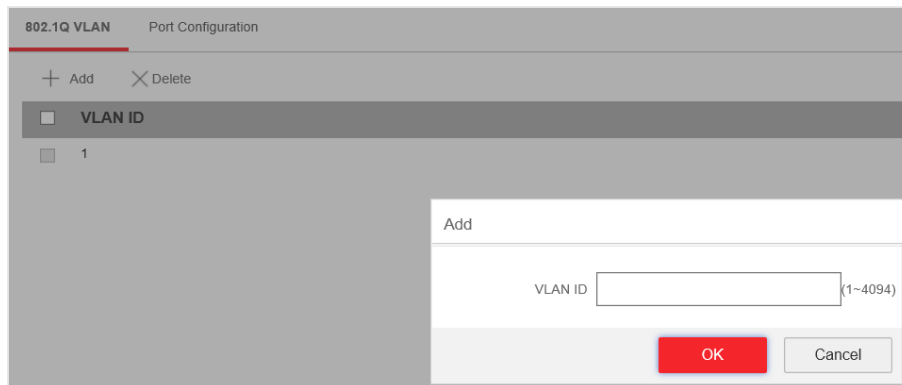 802.1Q VLAN Port Configuration
Add Delete
VLAN ID
1
Add
VLAN ID (1~4094)
OK Cancel